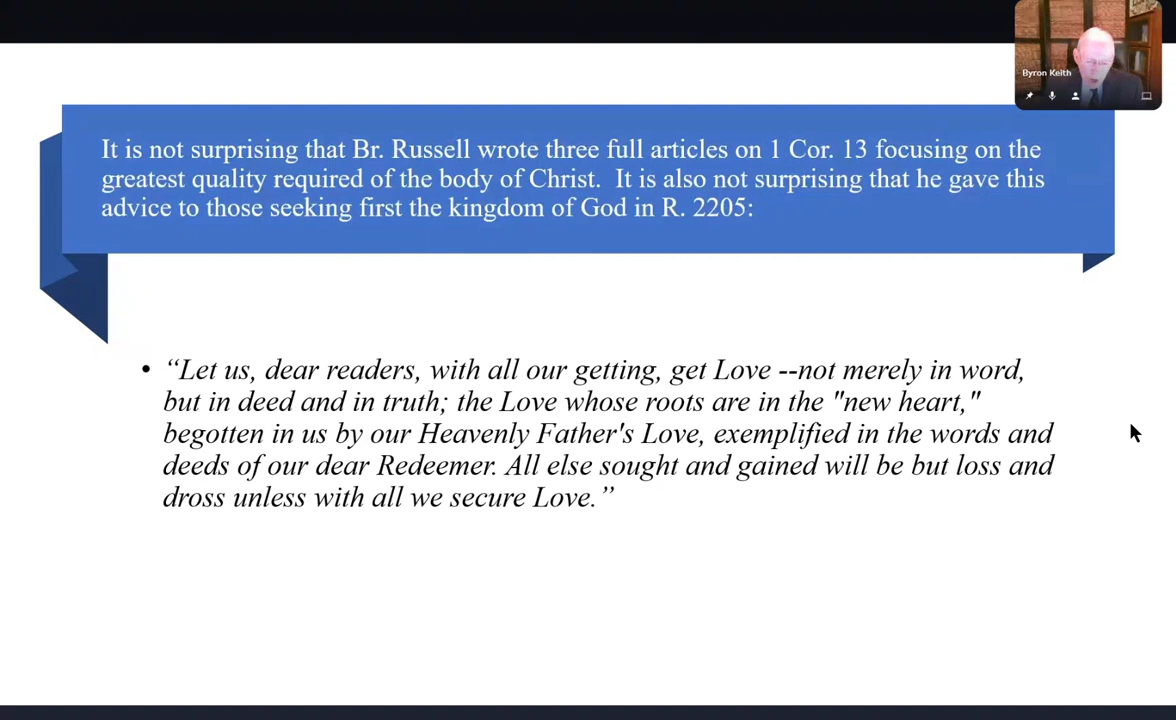 Byron Keith
It is not surprising that Br. Russell wrote three full articles on 1 Cor. 13 focusing on the
greatest quality required of the body of Christ.  It is also not surprising that he gave this
advice to those seeking first the kingdom of God in R. 2205:
• “Let us, dear readers, with all our getting, get Love --not merely in word,
but in deed and in truth; the Love whose roots are in the "new heart,"
begotten in us by our Heavenly Father's Love, exemplified in the words and
deeds of our dear Redeemer. All else sought and gained will be but loss and
dross unless with all we secure Love.”